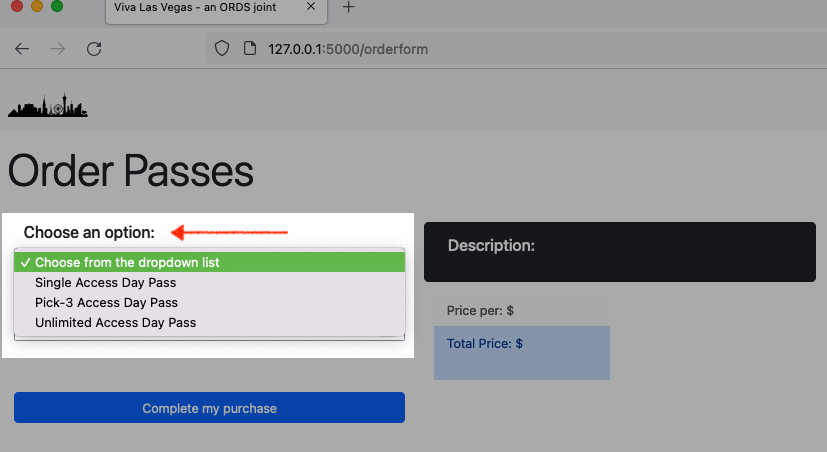 Viva Las Vegas - an ORDS joint
127.0.0.1:5000/orderform
Order Passes
Choose an option:
✓ Choose from the dropdown list
Single Access Day Pass
Pick-3 Access Day Pass
Unlimited Access Day Pass
Complete my purchase
Description:
Price per: $
Total Price: $